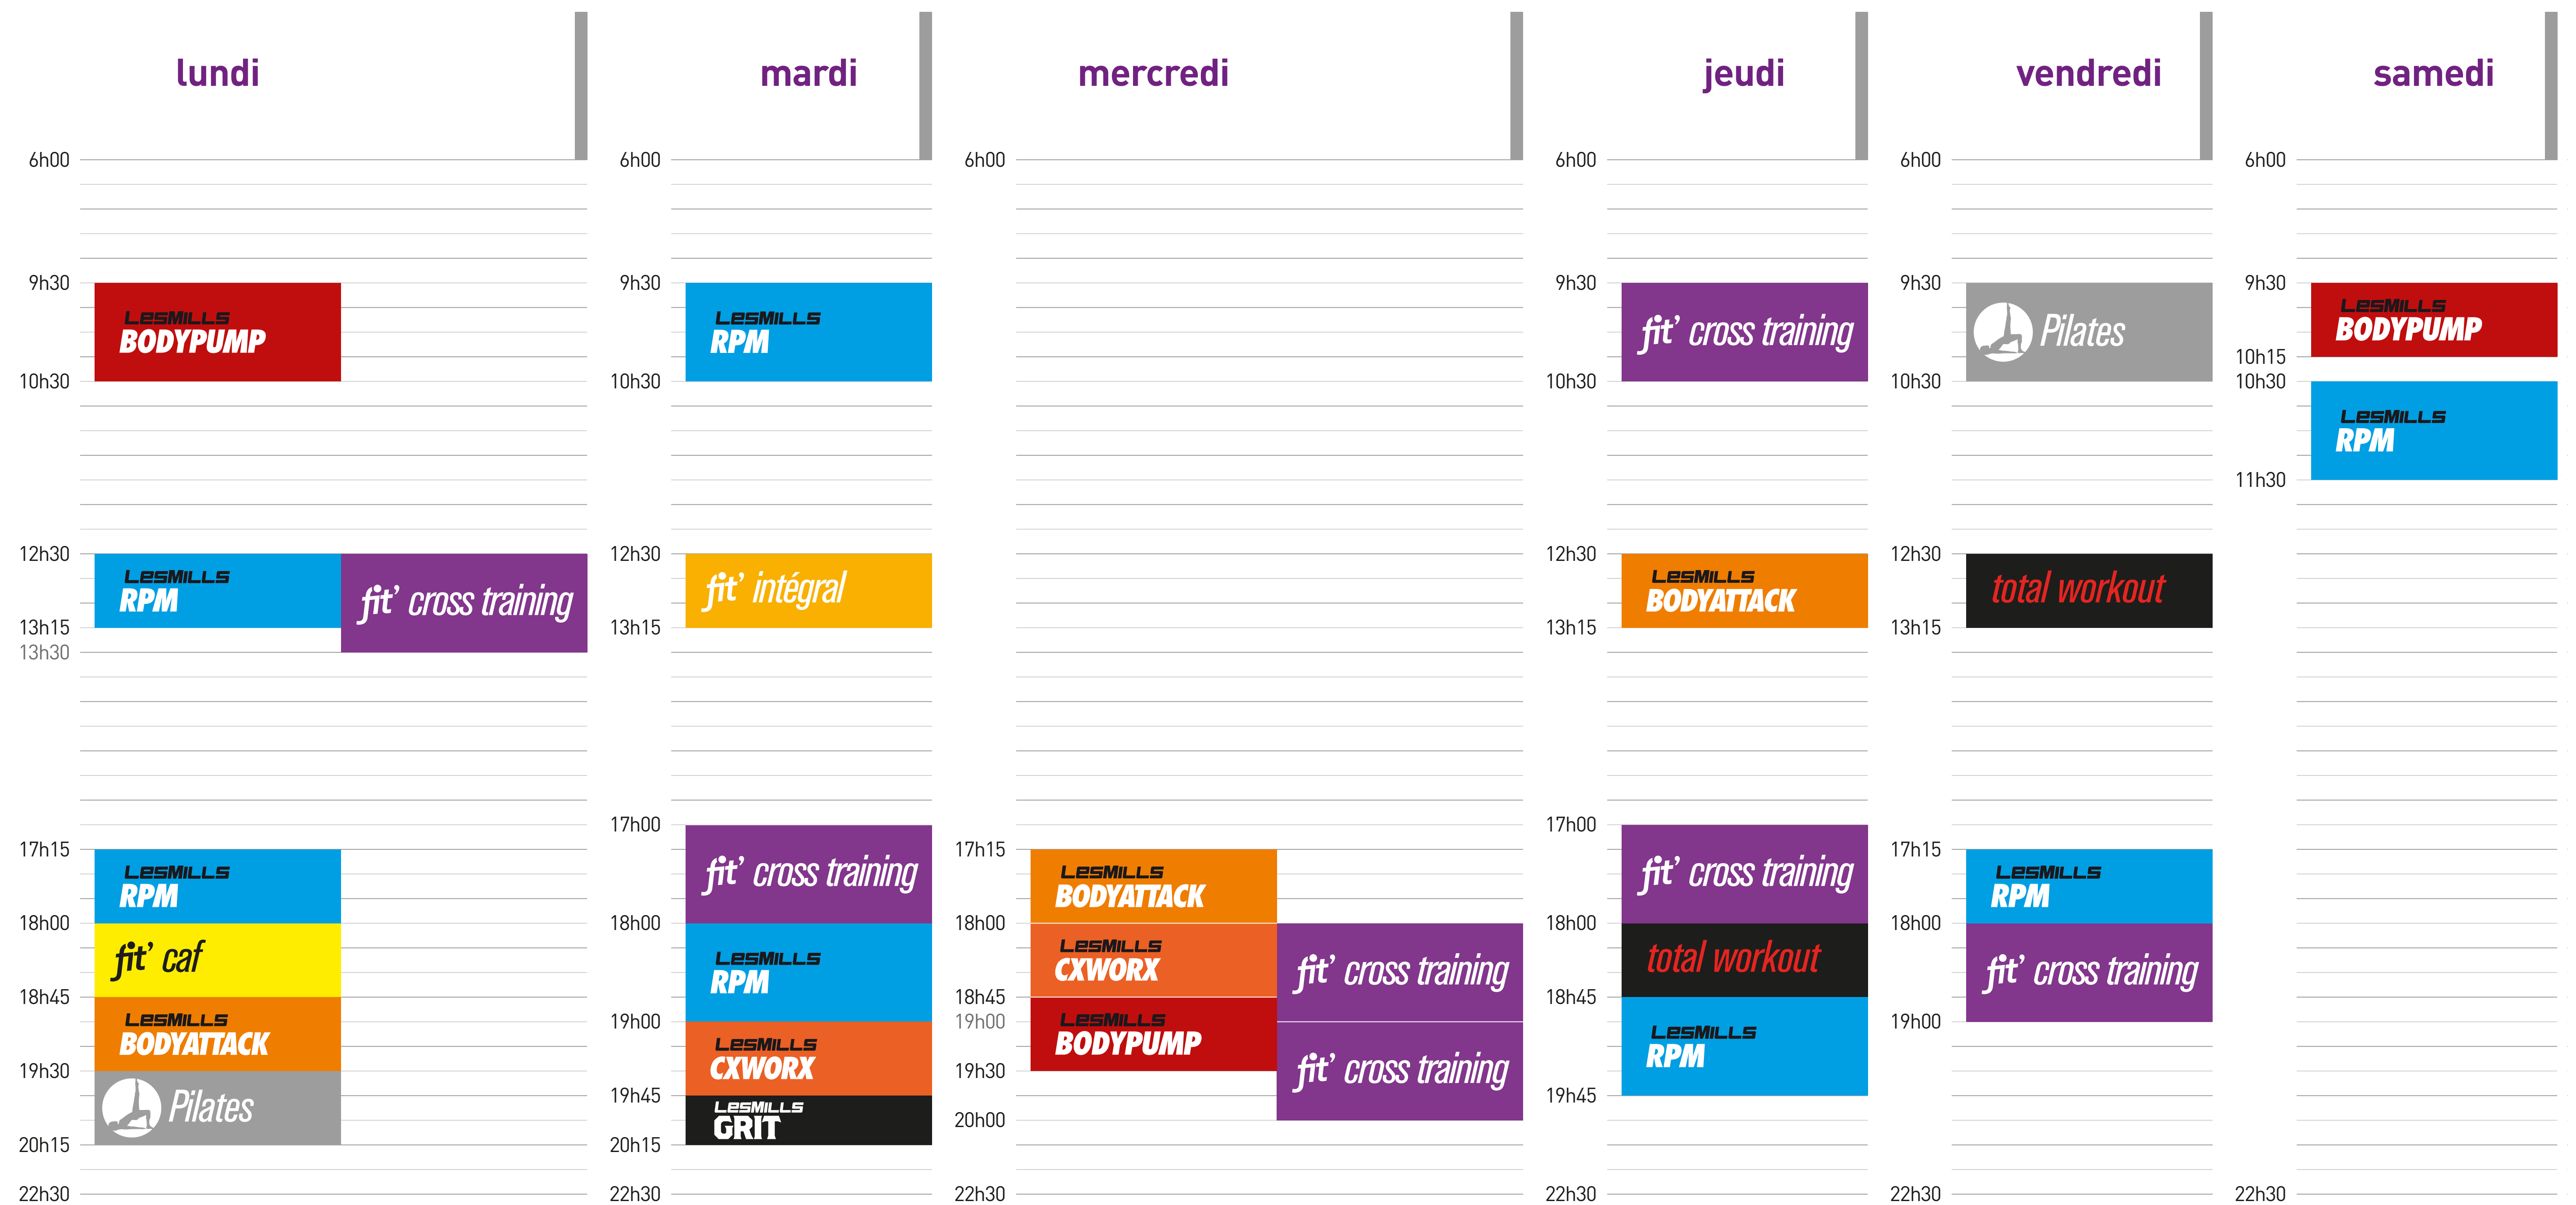 lundi
6h00
9h30
LESMILLS
BODYPUMP
10h30
12h30
LESMILLS
RPM
fit' cross training
13h15
13h30
17h15
LESMILLS
RPM
18h00
fit' caf
18h45
LESMILLS
BODYATTACK
19h30
Pilates
20h15
22h30
mardi
6h00
9h30
LESMILLS
RPM
10h30
12h30
fit' intégral
13h15
17h00
fit' cross training
18h00
LESMILLS
RPM
19h00
LESMILLS
CXWORX
19h45
LESMILLS
GRIT
20h15
22h30
mercredi
6h00
17h15
LESMILLS
BODYATTACK
18h00
LESMILLS
CXWORX
fit' cross training
18h45
19h00
LESMILLS
BODYPUMP
fit' cross training
19h30
20h00
22h30
jeudi
6h00
9h30
fit' cross training
10h30
12h30
LESMILLS
BODYATTACK
13h15
17h00
fit' cross training
18h00
total workout
18h45
LESMILLS
RPM
19h45
22h30
vendredi
6h00
9h30
Pilates
10h30
12h30
total workout
13h15
17h15
LESMILLS
RPM
18h00
fit' cross training
19h00
22h30
samedi
6h00
9h30
LESMILLS
BODYPUMP
10h15
10h30
LESMILLS
RPM
11h30
22h30